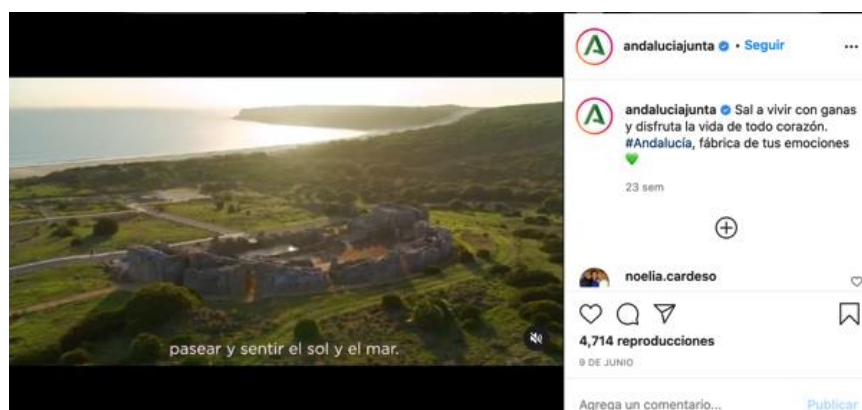 andaluciajunta • Seguir
andaluciajunta Sal a vivir con ganas
y disfruta la vida de todo corazón.
#Andalucía, fábrica de tus emociones
23 sem
noelia.cardeso
4,714 reproducciones
9 DE JUNIO
Agrega un comentario... Publicar
pasear y sentir el sol y el mar.